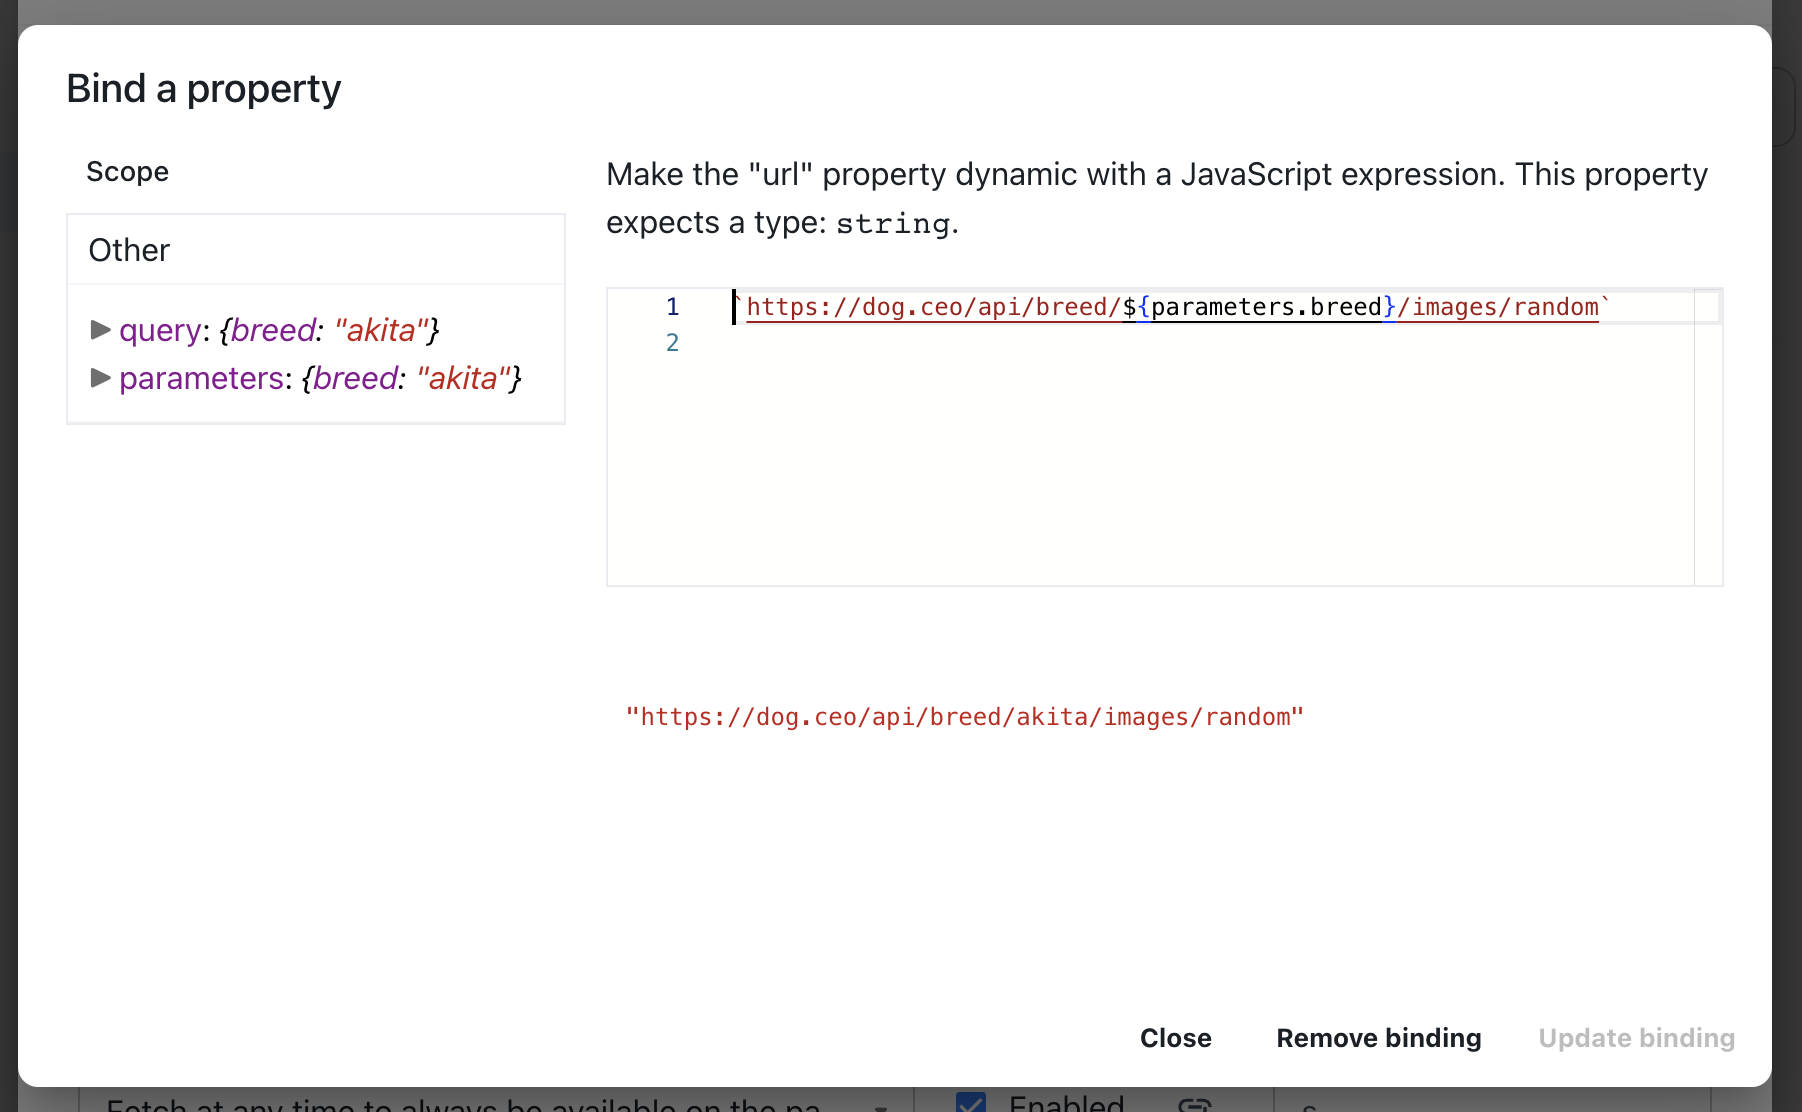 Bind a property
Scope
Other
query: {breed: "akita"}
parameters: {breed: "akita"}
Make the "url" property dynamic with a JavaScript expression. This property
expects a type: string.
1 `https://dog.ceo/api/breed/${parameters.breed}/images/random`
2
"https://dog.ceo/api/breed/akita/images/random"
Close Remove binding Update binding
Fetch at any time to always be available on the pa Enabled s